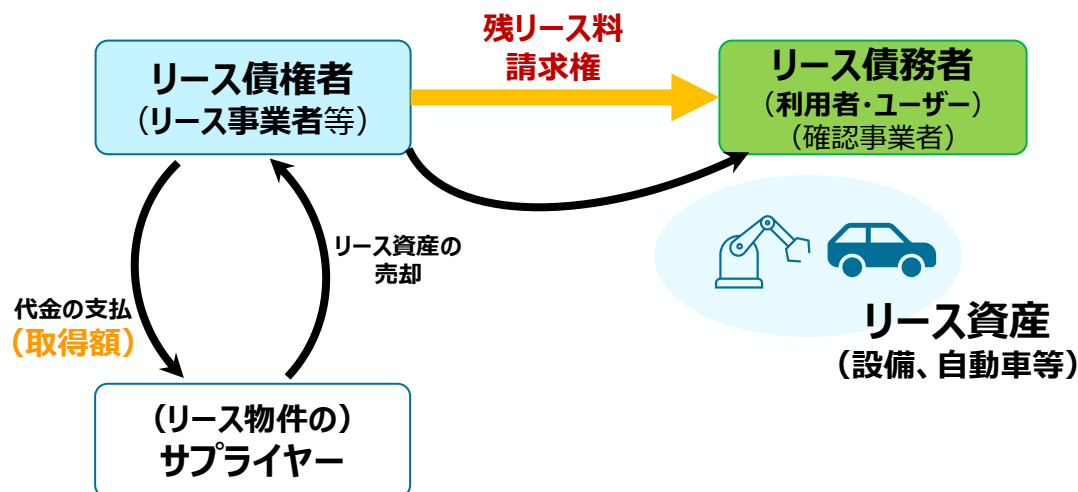 残リース料
請求権
リース債権者
（リース事業者等）
リース債務者
（利用者・ユーザー）
（確認事業者）
リース資産の
売却
代金の支払
（取得額）
リース資産
（設備、自動車等）
（リース物件の）
サプライヤー